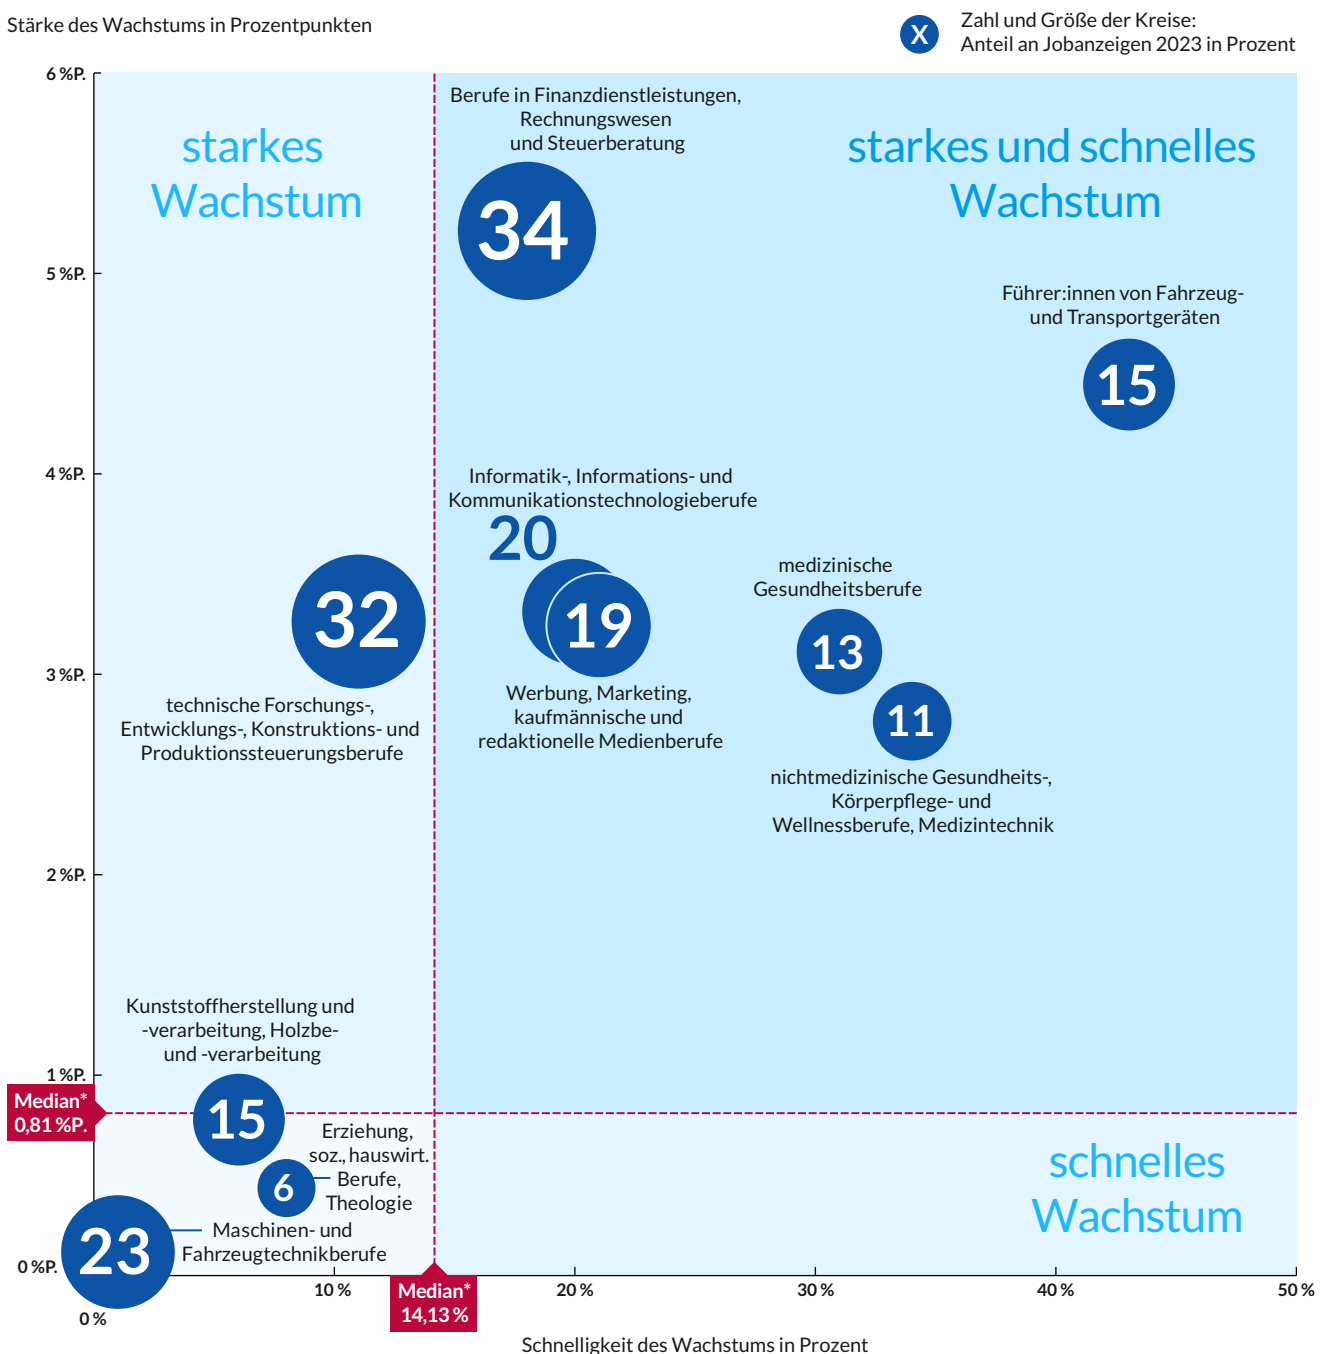 Stärke des Wachstums in Prozentpunkten
X
Zahl und Größe der Kreise:
Anteil an Jobanzeigen 2023 in Prozent
6 %P.
5 %P.
4 %P.
3 %P.
2 %P.
1 %P.
0 %P.
starkes
Wachstum
starkes und schnelles
Wachstum
Berufe in Finanzdienstleistungen,
Rechnungswesen
und Steuerberatung
34
Führer:innen von Fahrzeug-
und Transportgeräten
15
Informatik-, Informations- und
Kommunikationstechnologieberufe
20
19
Werbung, Marketing,
kaufmännische und
redaktionelle Medienberufe
medizinische
Gesundheitsberufe
13
11
nichtmedizinische Gesundheits-,
Körperpflege- und
Wellnessberufe, Medizintechnik
32
technische Forschungs-,
Entwicklungs-, Konstruktions- und
Produktionssteuerungsberufe
Kunststoffherstellung und
-verarbeitung, Holzbe-
und -verarbeitung
15
Median*
0,81 %P.
Erziehung,
soz., hauswirt.
Berufe,
Theologie
6
23
Maschinen- und
Fahrzeugtechnikberufe
schnelles
Wachstum
0 %
10 %
Median*
14,13 %
20 %
30 %
40 %
50 %
Schnelligkeit des Wachstums in Prozent